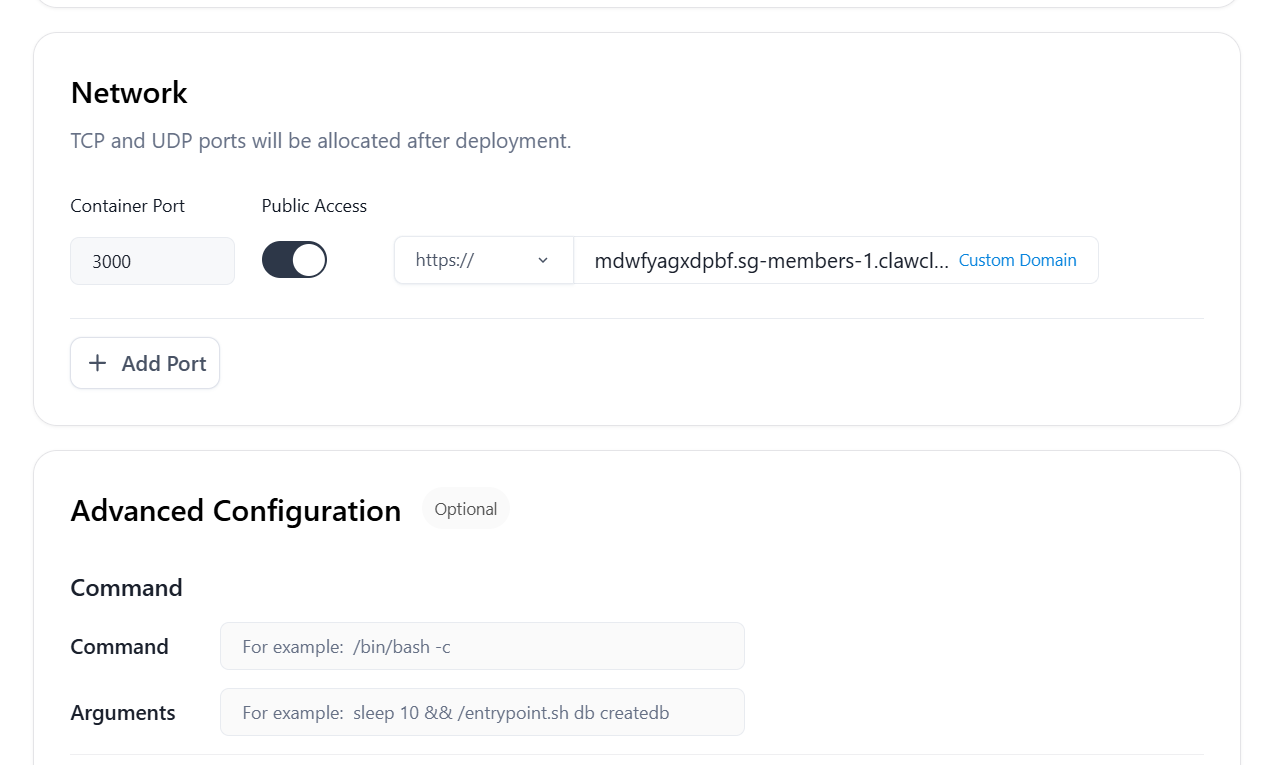 Network
TCP and UDP ports will be allocated after deployment.
Container Port Public Access
3000 https:// mdwfyagxdpbf.sg-members-1.clawcl... Custom Domain
Add Port
Advanced Configuration Optional
Command
Command For example: /bin/bash -c
Arguments For example: sleep 10 && /entrypoint.sh db createdb